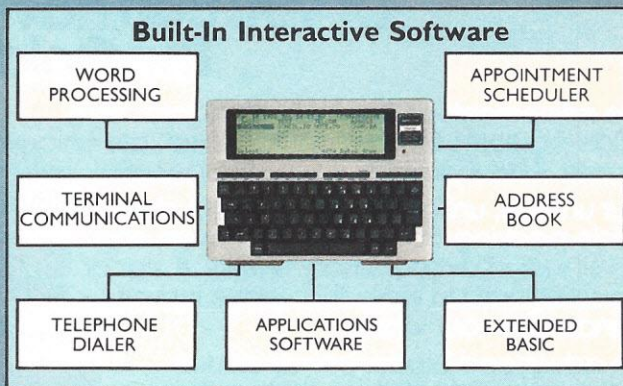 Built-In Interactive Software
WORD
PROCESSING
APPOINTMENT
SCHEDULER
TERMINAL
COMMUNICATIONS
ADDRESS
BOOK
TELEPHONE
DIALER
APPLICATIONS
SOFTWARE
EXTENDED
BASIC